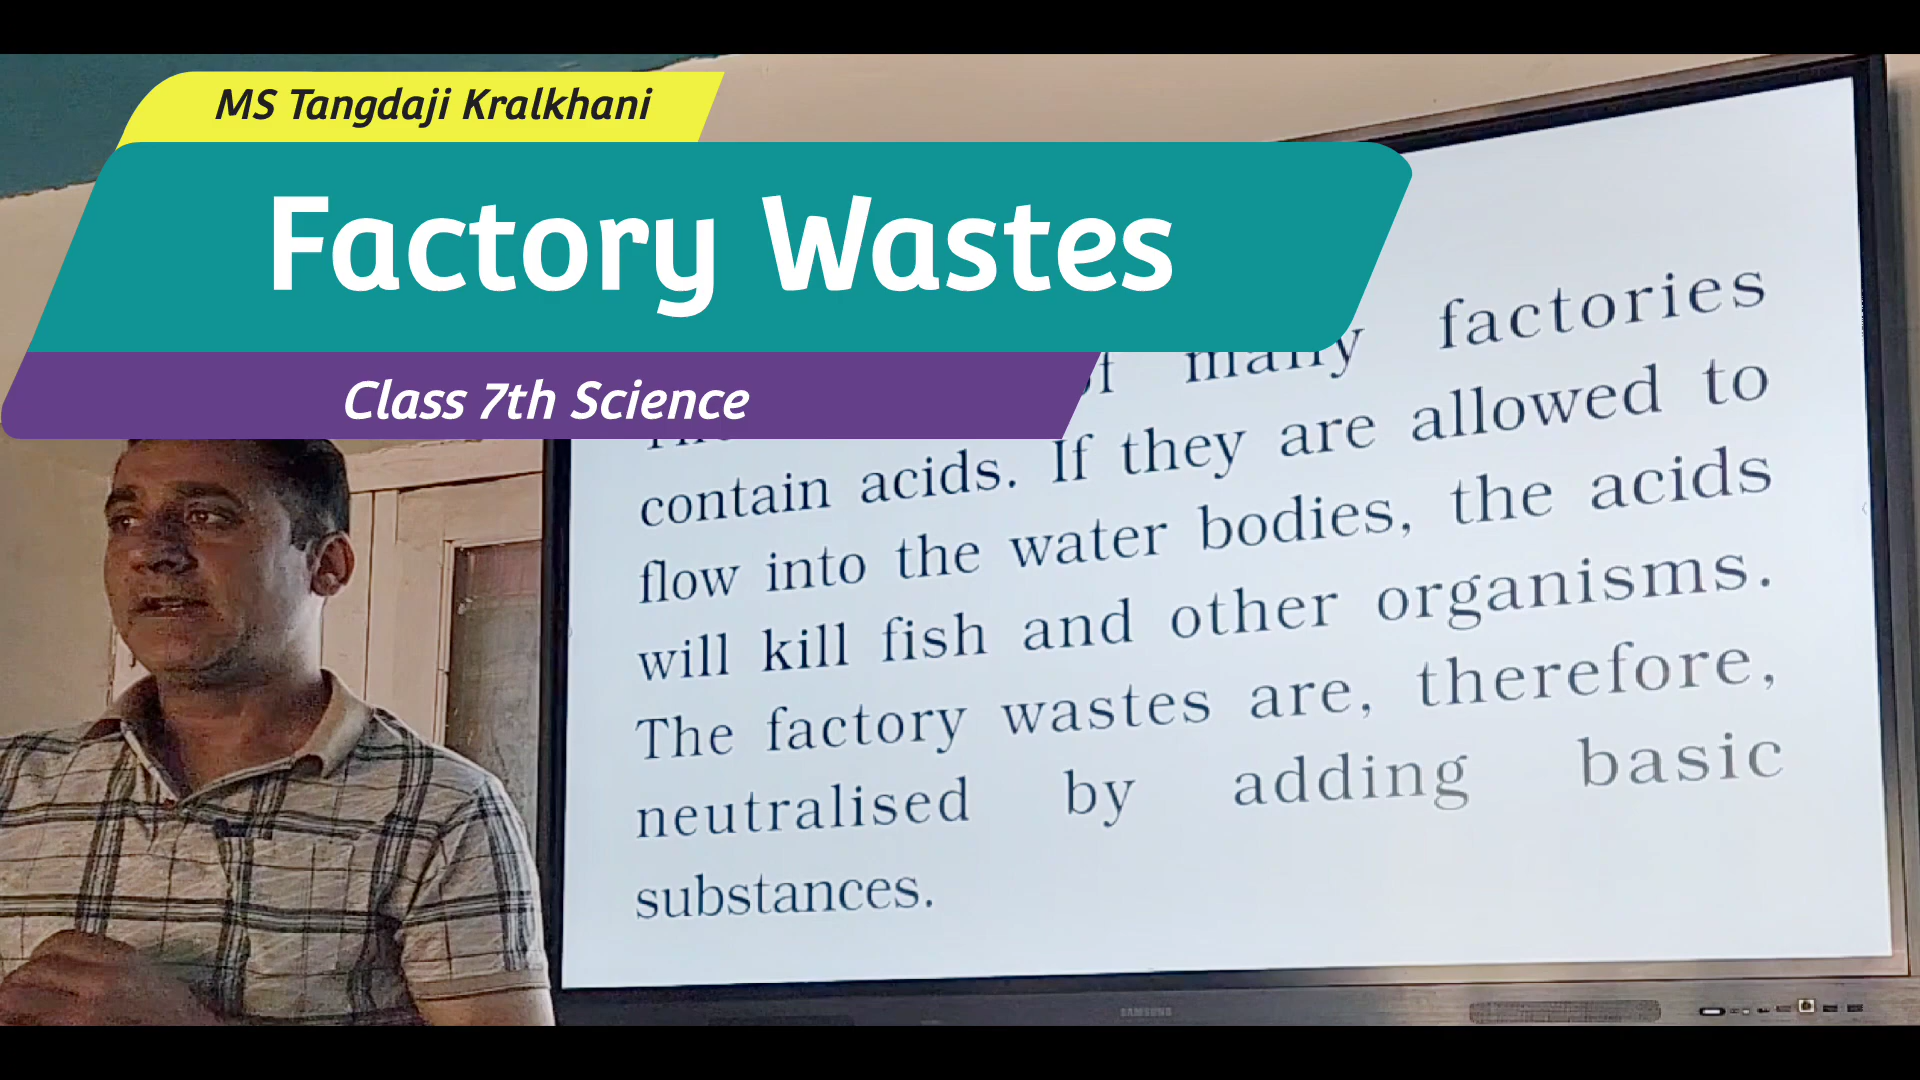 MS Tangdaji Kralkhani
Factory Wastes
Class 7th Science
many factories
contain acids. If they are allowed to
flow into the water bodies, the acids
will kill fish and other organisms.
The factory wastes are, therefore,
neutralised by adding basic
substances.
SAMSUNG